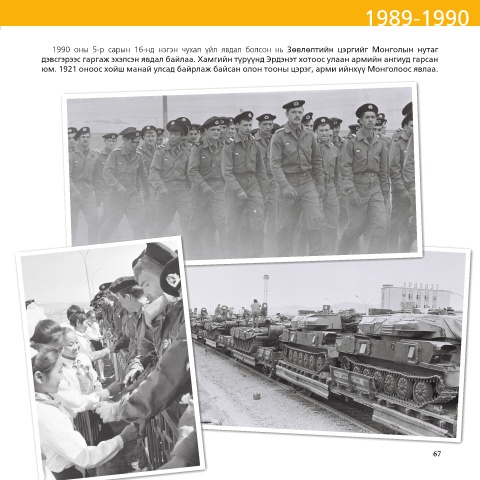 1989-1990
1990 оны 5-р сарын 16-нд нэгэн чухал үйл явдал болсон нь Зөвлөлтийн цэргийг Монголын нутаг
дэвсгэрээс гаргаж эхэлсэн явдал байлаа. Хамгийн түрүүнд Эрдэнэт хотоос улаан армийн ангиуд гарсан
юм. 1921 оноос хойш манай улсад байрлаж байсан олон тооны цэрэг, арми ийнхүү Монголоос явлаа.
67